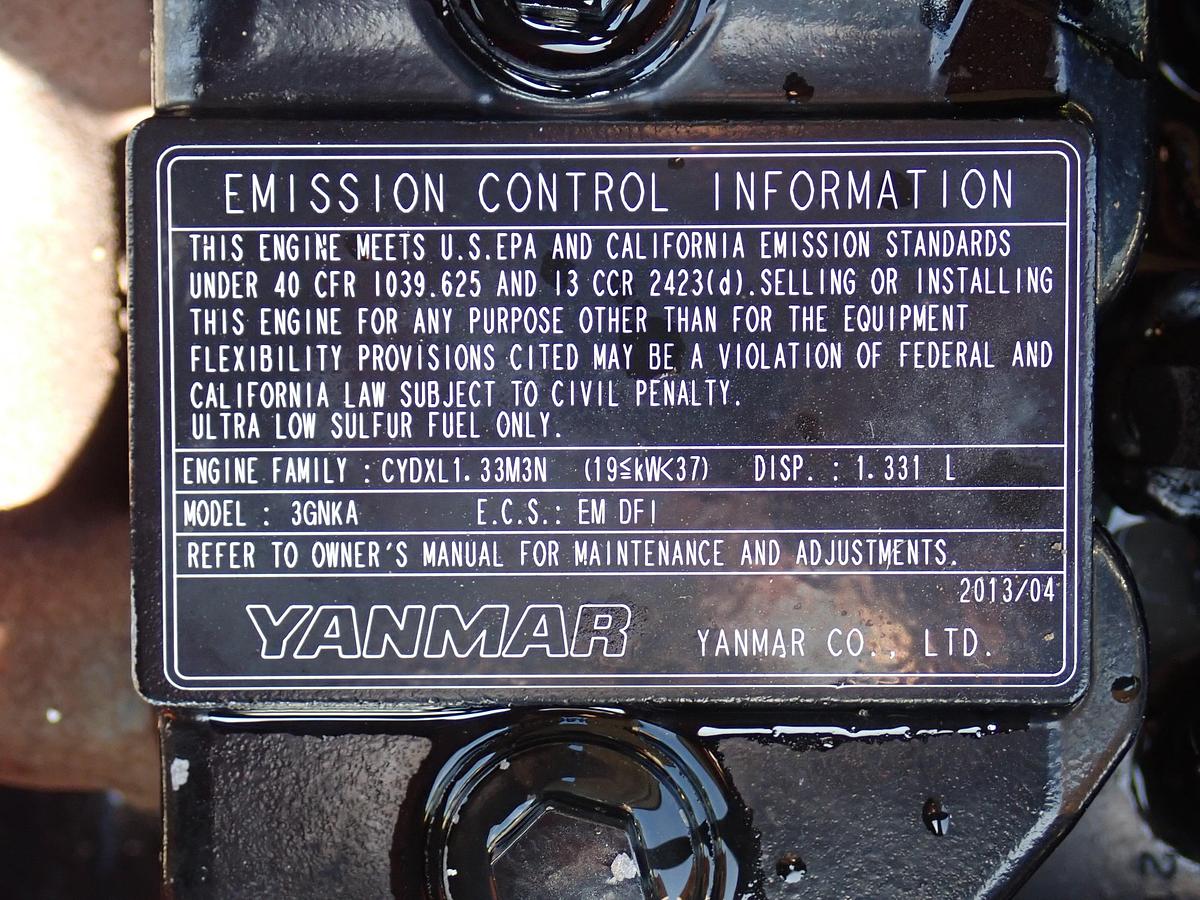 EMISSION CONTROL INFORMATION
THIS ENGINE MEETS U.S.EPA AND CALIFORNIA EMISSION STANDARDS
UNDER 40 CFR 1039.625 AND 13 CCR 2423(d).SELLING OR INSTALLING
THIS ENGINE FOR ANY PURPOSE OTHER THAN FOR THE EQUIPMENT
FLEXIBILITY PROVISIONS CITED MAY BE A VIOLATION OF FEDERAL AND
CALIFORNIA LAW SUBJECT TO CIVIL PENALTY.
ULTRA LOW SULFUR FUEL ONLY.
ENGINE FAMILY : CYDXL1.33M3N (19≦kW<37) DISP. : 1.331 L
MODEL : 3GNKA E.C.S.: EM DFI
REFER TO OWNER'S MANUAL FOR MAINTENANCE AND ADJUSTMENTS.
2013/04
YANMAR YANMAR CO., LTD.
2